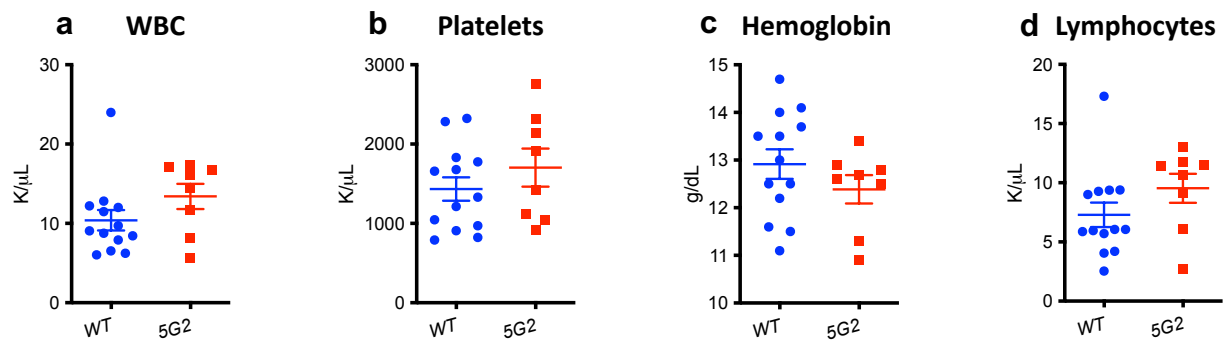 a WBC
K/μL
30
20
10
0
WT 5G2
b Platelets
K/μL
3000
2000
1000
0
WT 5G2
c Hemoglobin
g/dL
15
14
13
12
11
10
WT 5G2
d Lymphocytes
K/μL
20
15
10
5
0
WT 5G2